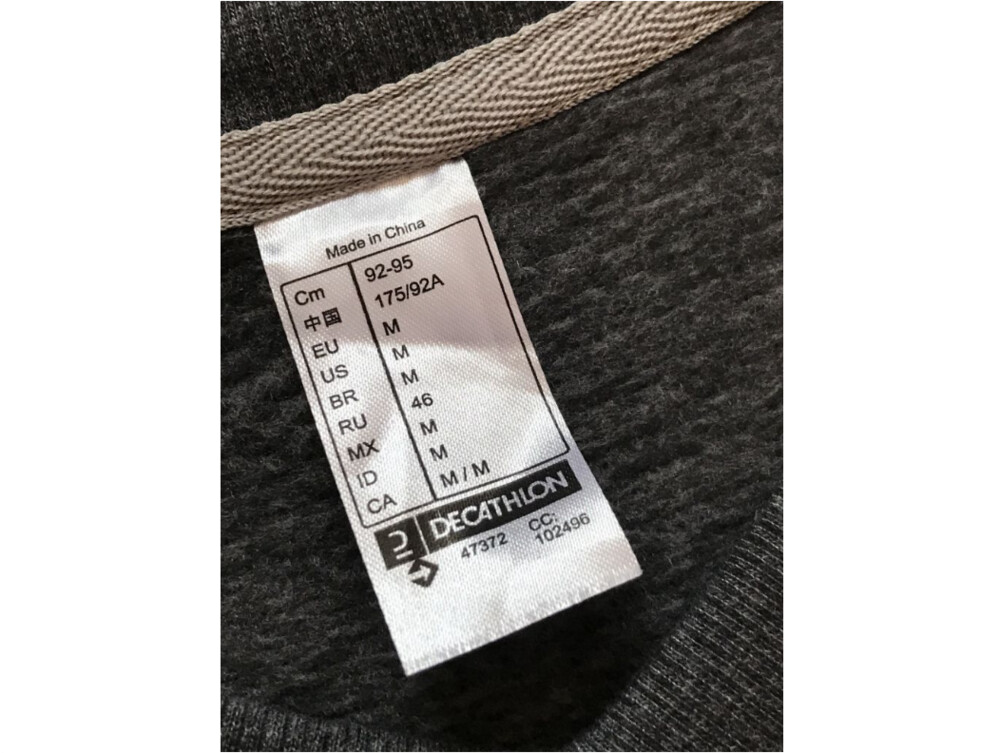 Made in China
Cm 92-95
中国 175/92A
EU M
US M
BR M
RU 46
MX M
ID M
CA M / M
DECATHLON
47372 CC: 102496